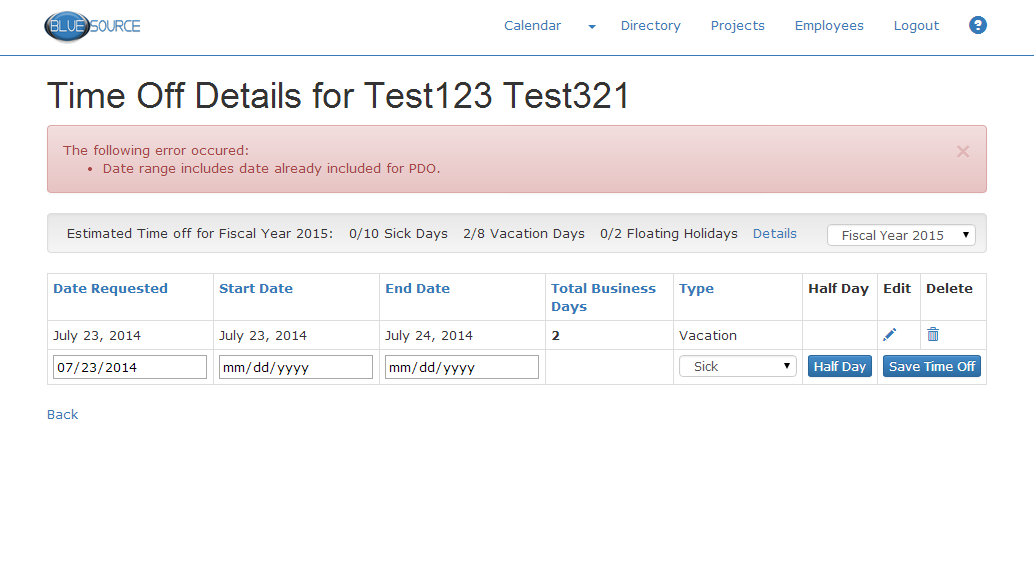 BLUESOURCE Calendar Directory Projects Employees Logout ?
Time Off Details for Test123 Test321
The following error occured: ×
• Date range includes date already included for PDO.
Estimated Time off for Fiscal Year 2015: 0/10 Sick Days 2/8 Vacation Days 0/2 Floating Holidays Details Fiscal Year 2015
Date Requested Start Date End Date Total Business Days Type Half Day Edit Delete
July 23, 2014 July 23, 2014 July 24, 2014 2 Vacation
07/23/2014 mm/dd/yyyy mm/dd/yyyy Sick Half Day Save Time Off
Back